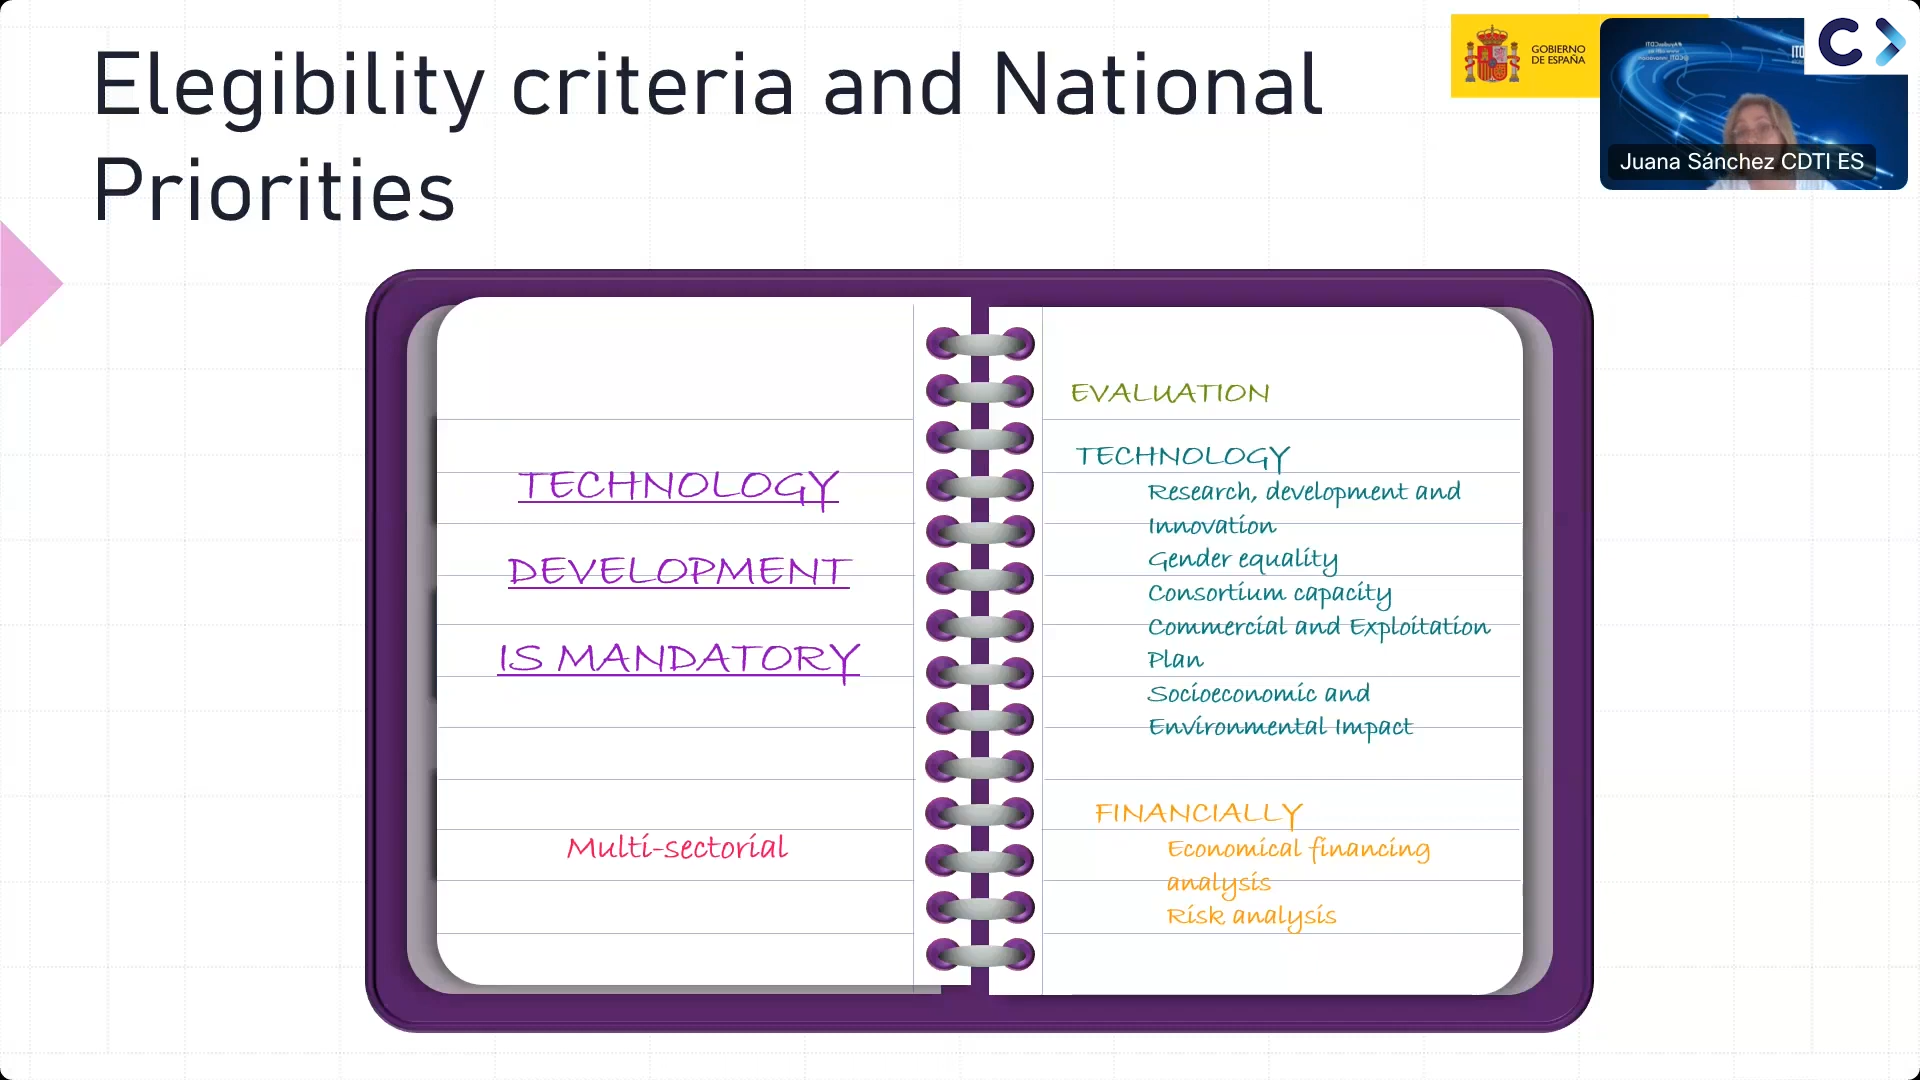 Elegibility criteria and National
Priorities
GOBIERNO
DE ESPAÑA
Juana Sánchez CDTI ES
TECHNOLOGY
DEVELOPMENT
IS MANDATORY
Multi-sectorial
EVALUATION
TECHNOLOGY
Research, development and
Innovation
Gender equality
Consortium capacity
Commercial and Exploitation
Plan
Socioeconomic and
Environmental Impact
FINANCIALLY
Economical financing
analysis
Risk analysis